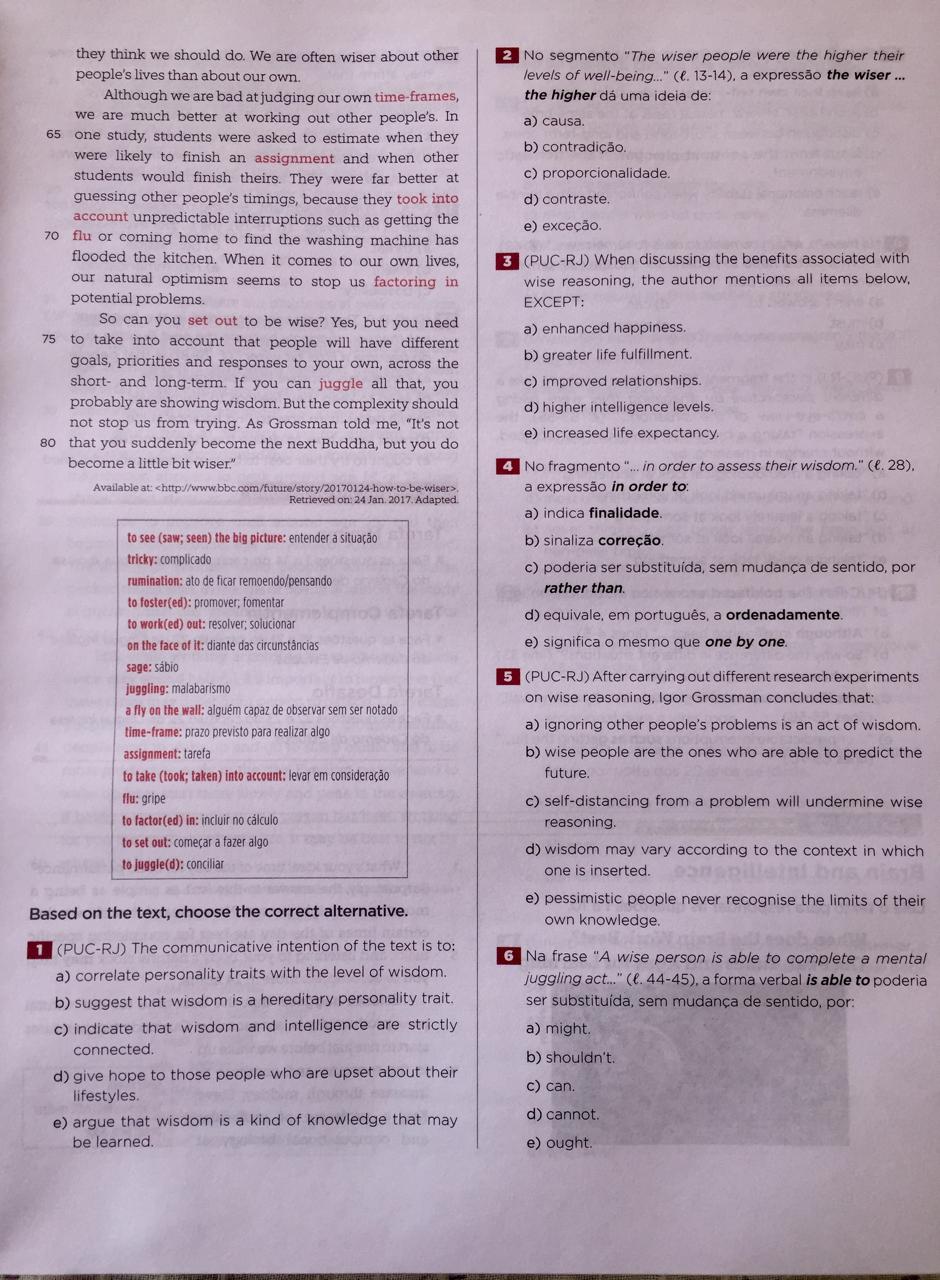 they think we should do. We are often wiser about other
people's lives than about our own.
Although we are bad at judging our own time-frames,
we are much better at working out other people's. In
65 one study, students were asked to estimate when they
were likely to finish an assignment and when other
students would finish theirs. They were far better at
guessing other people's timings, because they took into
account unpredictable interruptions such as getting the
70 flu or coming home to find the washing machine has
flooded the kitchen. When it comes to our own lives,
our natural optimism seems to stop us factoring in
potential problems.
So can you set out to be wise? Yes, but you need
75 to take into account that people will have different
goals, priorities and responses to your own, across the
short- and long-term. If you can juggle all that, you
probably are showing wisdom. But the complexity should
not stop us from trying. As Grossman told me, "It's not
80 that you suddenly become the next Buddha, but you do
become a little bit wiser."
Available at: <http://www.bbc.com/future/story/20170124-how-to-be-wiser>.
Retrieved on: 24 Jan. 2017. Adapted.
to see (saw; seen) the big picture: entender a situação
tricky: complicado
rumination: ato de ficar remoendo/pensando
to foster(ed): promover; fomentar
to work(ed) out: resolver; solucionar
on the face of it: diante das circunstâncias
sage: sábio
juggling: malabarismo
a fly on the wall: alguém capaz de observar sem ser notado
time-frame: prazo previsto para realizar algo
assignment: tarefa
to take (took; taken) into account: levar em consideração
flu: gripe
to factor(ed) in: incluir no cálculo
to set out: começar a fazer algo
to juggle(d): conciliar
Based on the text, choose the correct alternative.
1 (PUC-RJ) The communicative intention of the text is to:
a) correlate personality traits with the level of wisdom.
b) suggest that wisdom is a hereditary personality trait.
c) indicate that wisdom and intelligence are strictly
connected.
d) give hope to those people who are upset about their
lifestyles.
e) argue that wisdom is a kind of knowledge that may
be learned.
2 No segmento "The wiser people were the higher their
levels of well-being..." (ℓ. 13-14), a expressão the wiser ...
the higher dá uma ideia de:
a) causa.
b) contradição.
c) proporcionalidade.
d) contraste.
e) exceção.
3 (PUC-RJ) When discussing the benefits associated with
wise reasoning, the author mentions all items below,
EXCEPT:
a) enhanced happiness.
b) greater life fulfillment.
c) improved relationships.
d) higher intelligence levels.
e) increased life expectancy.
4 No fragmento "... in order to assess their wisdom." (ℓ. 28),
a expressão in order to:
a) indica finalidade.
b) sinaliza correção.
c) poderia ser substituída, sem mudança de sentido, por
rather than.
d) equivale, em português, a ordenadamente.
e) significa o mesmo que one by one.
5 (PUC-RJ) After carrying out different research experiments
on wise reasoning, Igor Grossman concludes that:
a) ignoring other people's problems is an act of wisdom.
b) wise people are the ones who are able to predict the
future.
c) self-distancing from a problem will undermine wise
reasoning.
d) wisdom may vary according to the context in which
one is inserted.
e) pessimistic people never recognise the limits of their
own knowledge.
6 Na frase "A wise person is able to complete a mental
juggling act..." (ℓ. 44-45), a forma verbal is able to poderia
ser substituída, sem mudança de sentido, por:
a) might.
b) shouldn't.
c) can.
d) cannot.
e) ought.